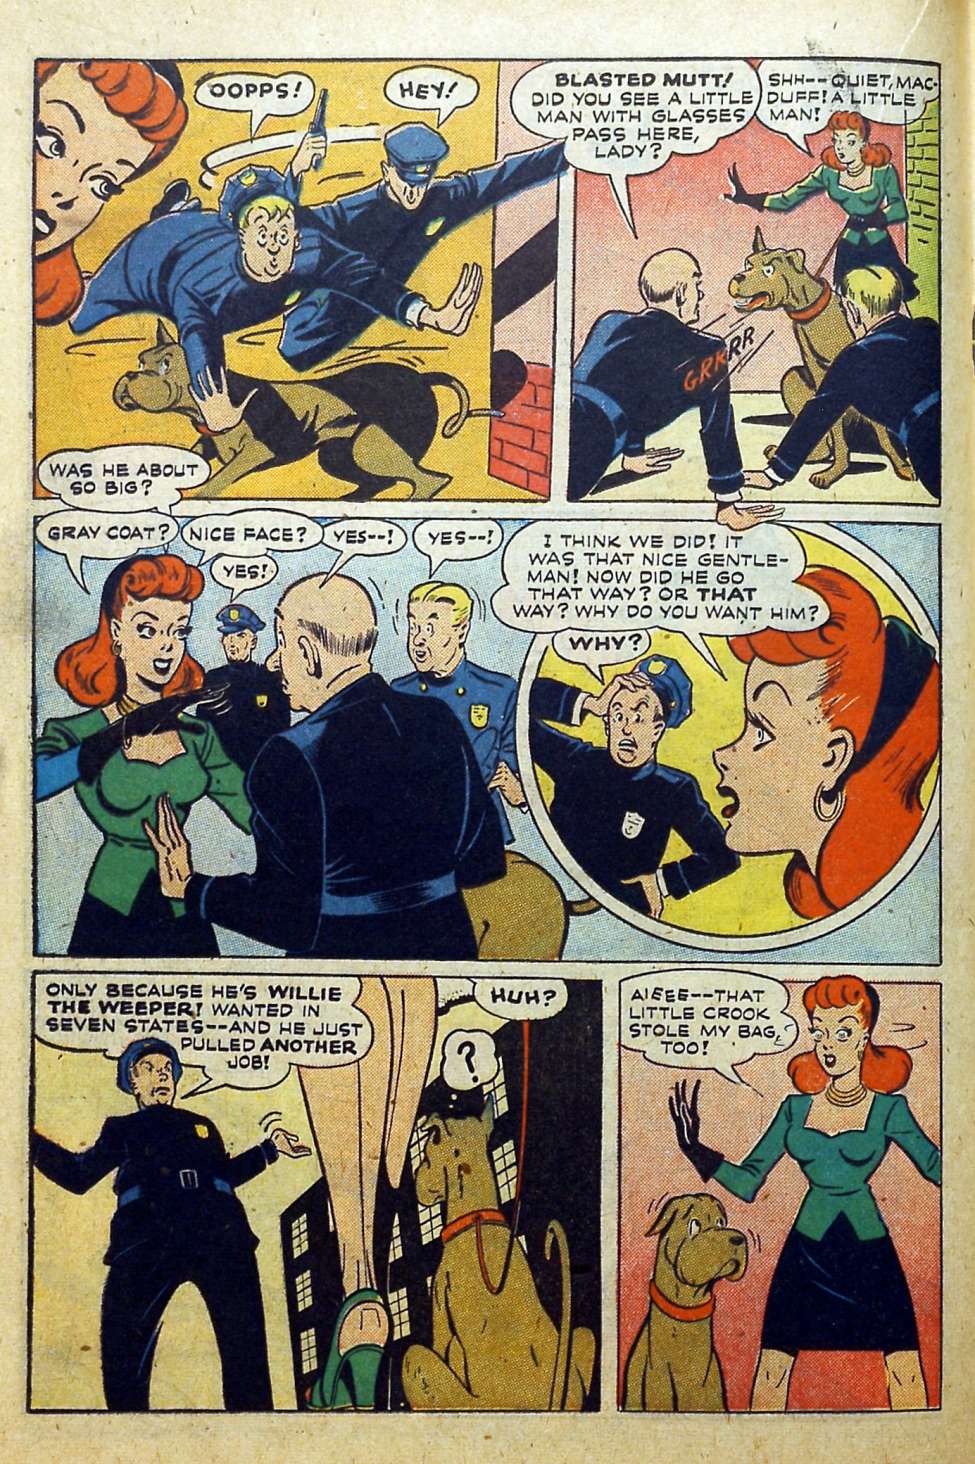 OOPPS!
HEY!
BLASTED MUTT!
DID YOU SEE A LITTLE
MAN WITH GLASSES
PASS HERE,
LADY?
SHH--QUIET, MAC-
DUFF! A LITTLE
MAN!
GRRRR
WAS HE ABOUT
SO BIG?
GRAY COAT?
NICE FACE?
YES!
YES--!
YES--!
I THINK WE DID! IT
WAS THAT NICE GENTLE-
MAN! NOW DID HE GO
THAT WAY? OR THAT
WAY? WHY DO YOU WANT HIM?
WHY?
ONLY BECAUSE HE'S WILLIE
THE WEEPER! WANTED IN
SEVEN STATES--AND HE JUST
PULLED ANOTHER
JOB!
HUH?
?
AIEEE--THAT
LITTLE CROOK
STOLE MY BAG,
TOO!